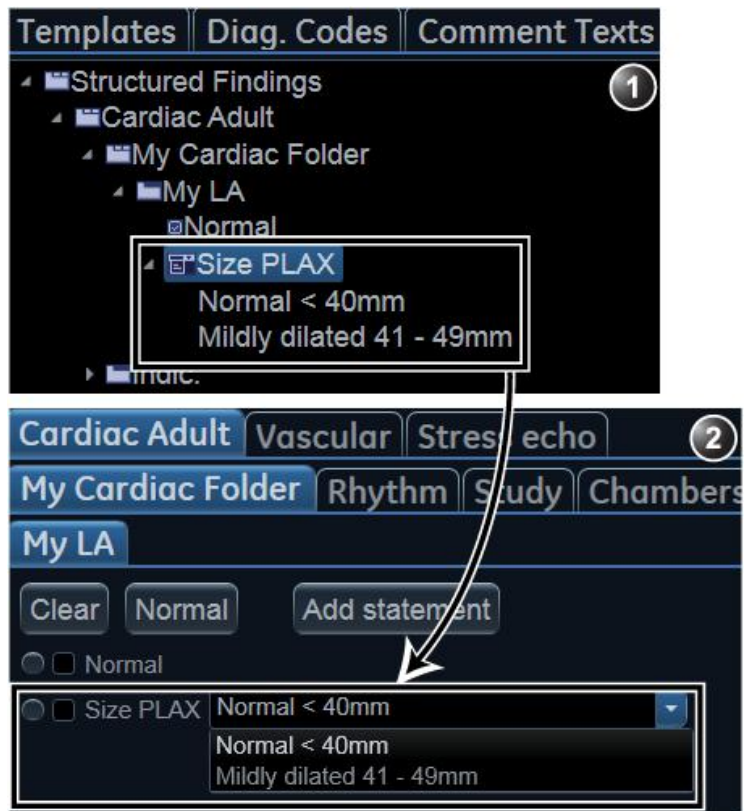 Templates Diag. Codes Comment Texts
1
Structured Findings
Cardiac Adult
My Cardiac Folder
My LA
Normal
Size PLAX
Normal < 40mm
Mildly dilated 41 - 49mm
Indic.
Cardiac Adult Vascular Stress echo 2
My Cardiac Folder Rhythm Study Chambers
My LA
Clear Normal Add statement
Normal
Size PLAX Normal < 40mm
Normal < 40mm
Mildly dilated 41 - 49mm